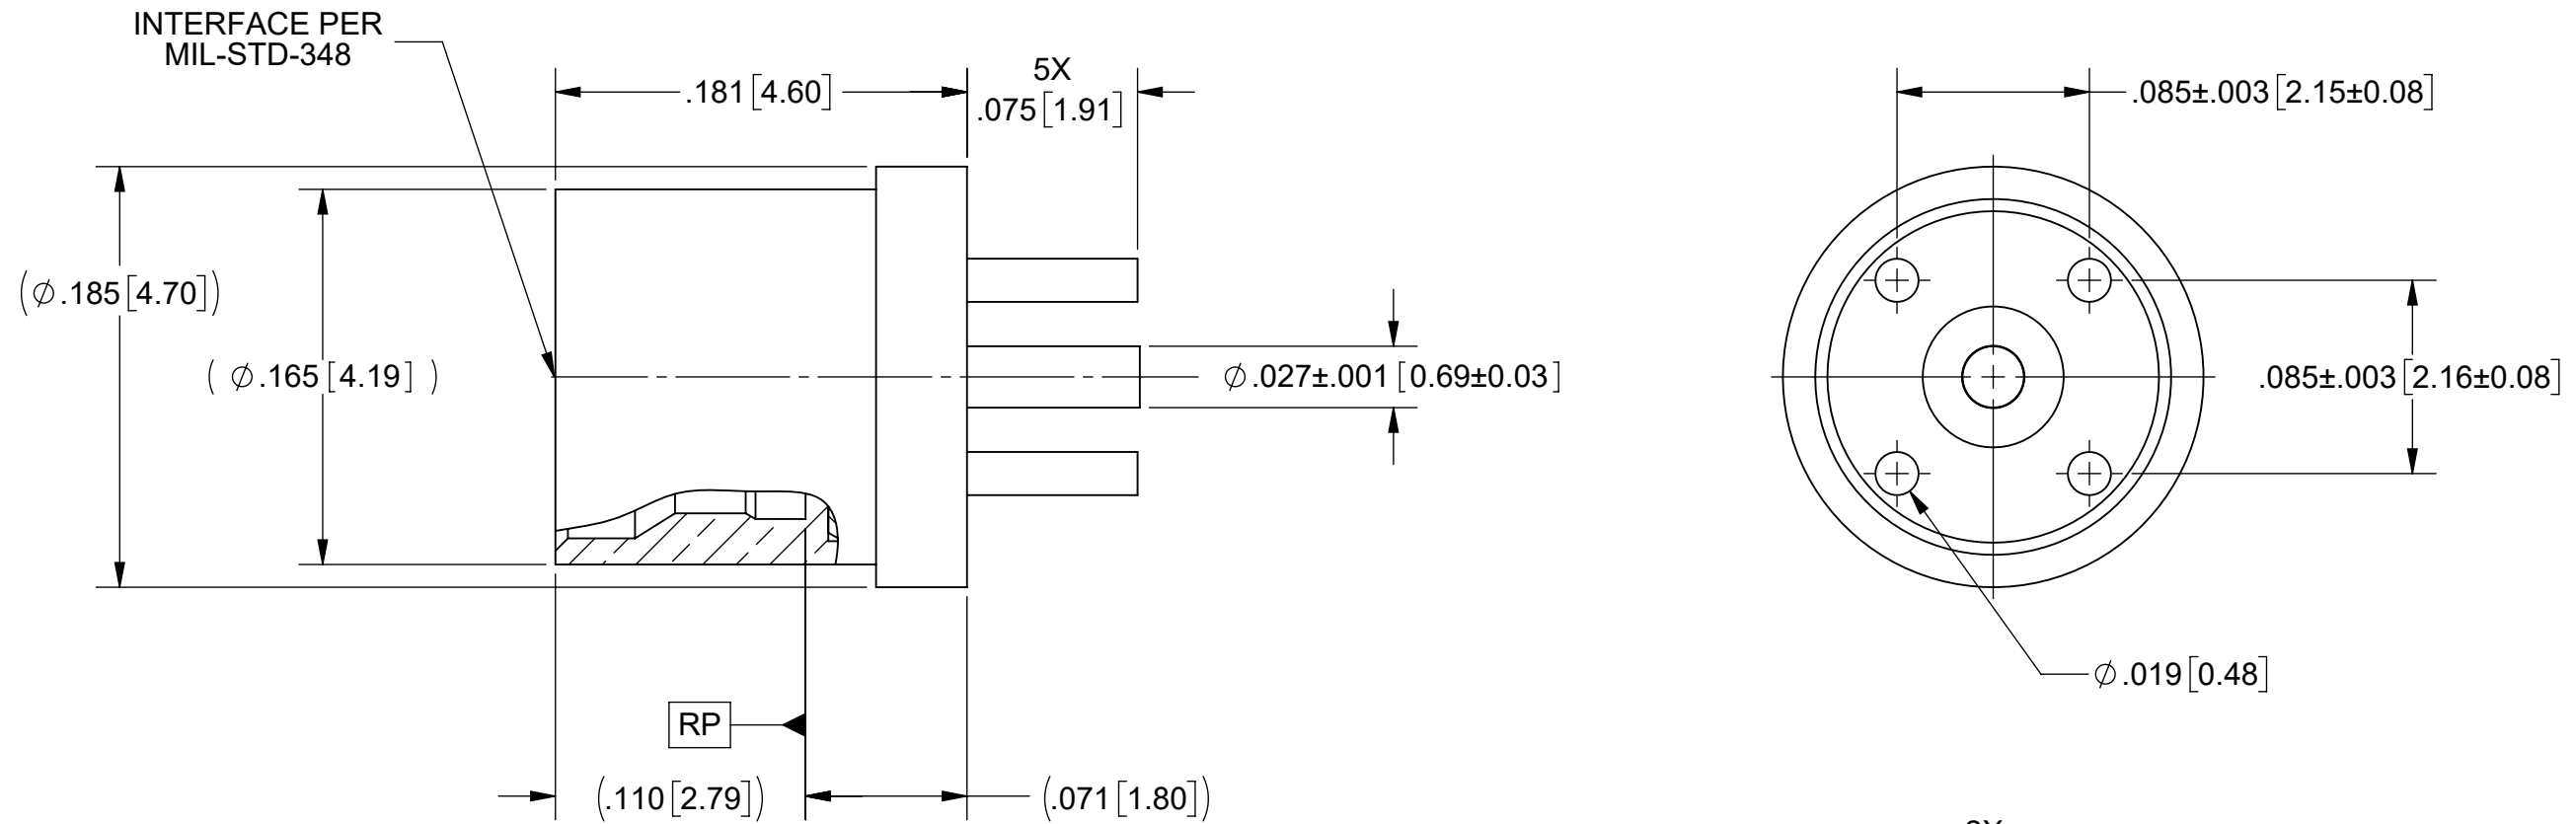 INTERFACE PER
MIL-STD-348
.181[4.60]
5X
.075[1.91]
.085±.003[2.15±0.08]
(⌀.185[4.70])
( ⌀.165[4.19] )
⌀.027±.001[0.69±0.03]
.085±.003[2.16±0.08]
⌀.019[0.48]
RP
(.110[2.79])
(.071[1.80])